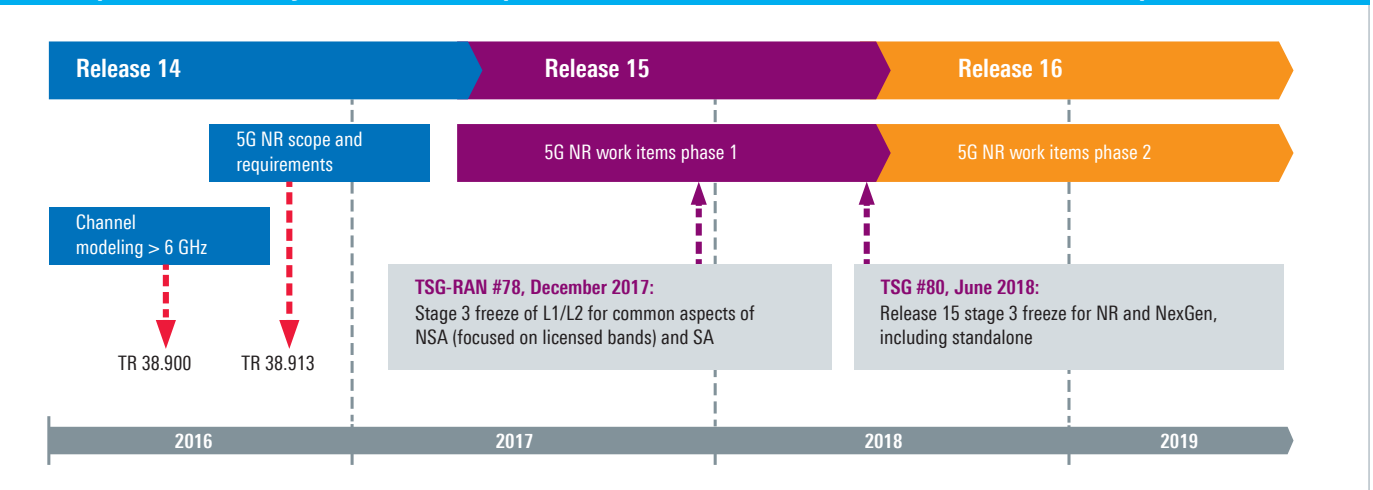 Release 14
Release 15
Release 16
5G NR scope and
requirements
5G NR work items phase 1
5G NR work items phase 2
Channel
modeling > 6 GHz
TSG-RAN #78, December 2017:
Stage 3 freeze of L1/L2 for common aspects of
NSA (focused on licensed bands) and SA
TSG #80, June 2018:
Release 15 stage 3 freeze for NR and NexGen,
including standalone
TR 38.900
TR 38.913
2016
2017
2018
2019